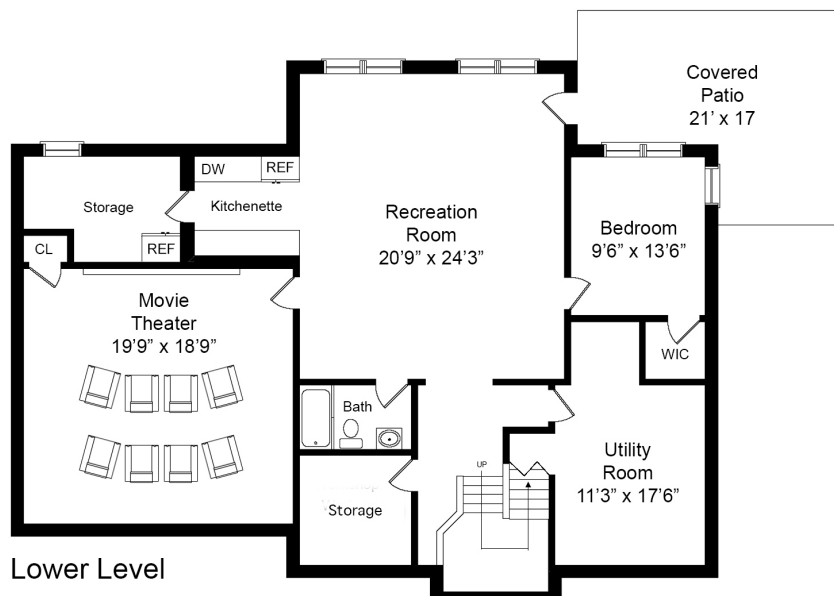 Covered
Patio
21' x 17
DW
REF
Storage
Kitchenette
Recreation
Room
20'9" x 24'3"
Bedroom
9'6" x 13'6"
CL
REF
Movie
Theater
19'9" x 18'9"
WIC
Bath
UP
Utility
Room
11'3" x 17'6"
Storage
Lower Level